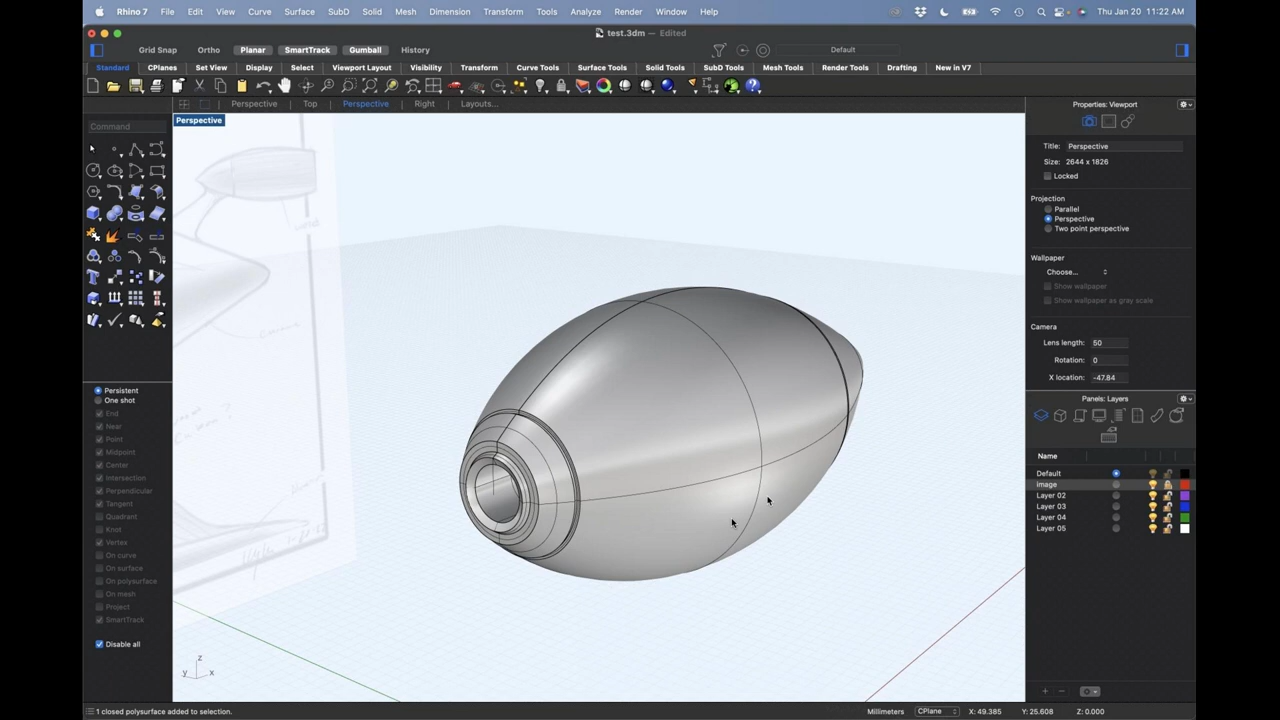 Rhino 7 File Edit View Curve Surface SubD Solid Mesh Dimension Transform Tools Analyze Render Window Help Thu Jan 20 11:22 AM
test.3dm — Edited
Grid Snap Ortho Planar SmartTrack Gumball History Default
Standard CPlanes Set View Display Select Viewport Layout Visibility Transform Curve Tools Surface Tools Solid Tools SubD Tools Mesh Tools Render Tools Drafting New in V7
Perspective Top Perspective Right Layouts...
Perspective
Command
Persistent
One shot
End
Near
Point
Midpoint
Center
Intersection
Perpendicular
Tangent
Quadrant
Knot
Vertex
On curve
On surface
On polysurface
On mesh
Project
SmartTrack
Disable all
z
y x
Properties: Viewport
Title: Perspective
Size: 2644 x 1826
Locked
Projection
Parallel
Perspective
Two point perspective
Wallpaper
Choose...
Show wallpaper
Show wallpaper as gray scale
Camera
Lens length: 50
Rotation: 0
X location: -47.84
Panels: Layers
Name
Default
image
Layer 02
Layer 03
Layer 04
Layer 05
1 closed polysurface added to selection. Millimeters CPlane X: 49.385 Y: 25.608 Z: 0.000